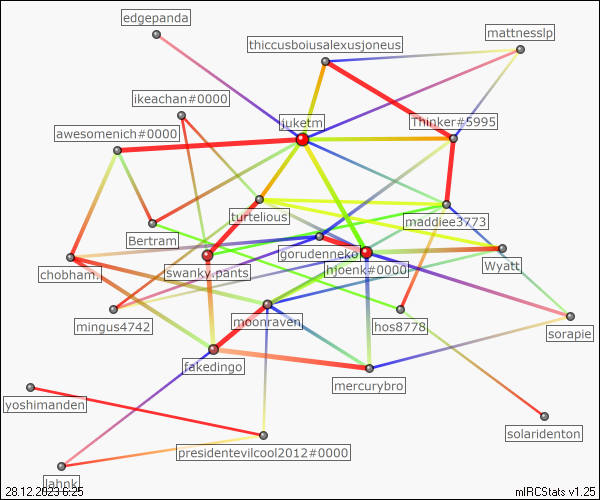 edgepanda
mattnesslp
thiccusboiusalexusjoneus
ikeachan#0000
juketm
Thinker#5995
awesomenich#0000
turtelious
maddiee3773
Bertram
gorudenneko
Wyatt
chobham.
swanky.pants
hjoenk#0000
mingus4742
moonraven.
hos8778
sorapie
fakedingo
mercurybro
yoshimanden
solaridenton
presidentevilcool2012#0000
lahnk
28.12.2023 6:25
mIRCStats v1.25